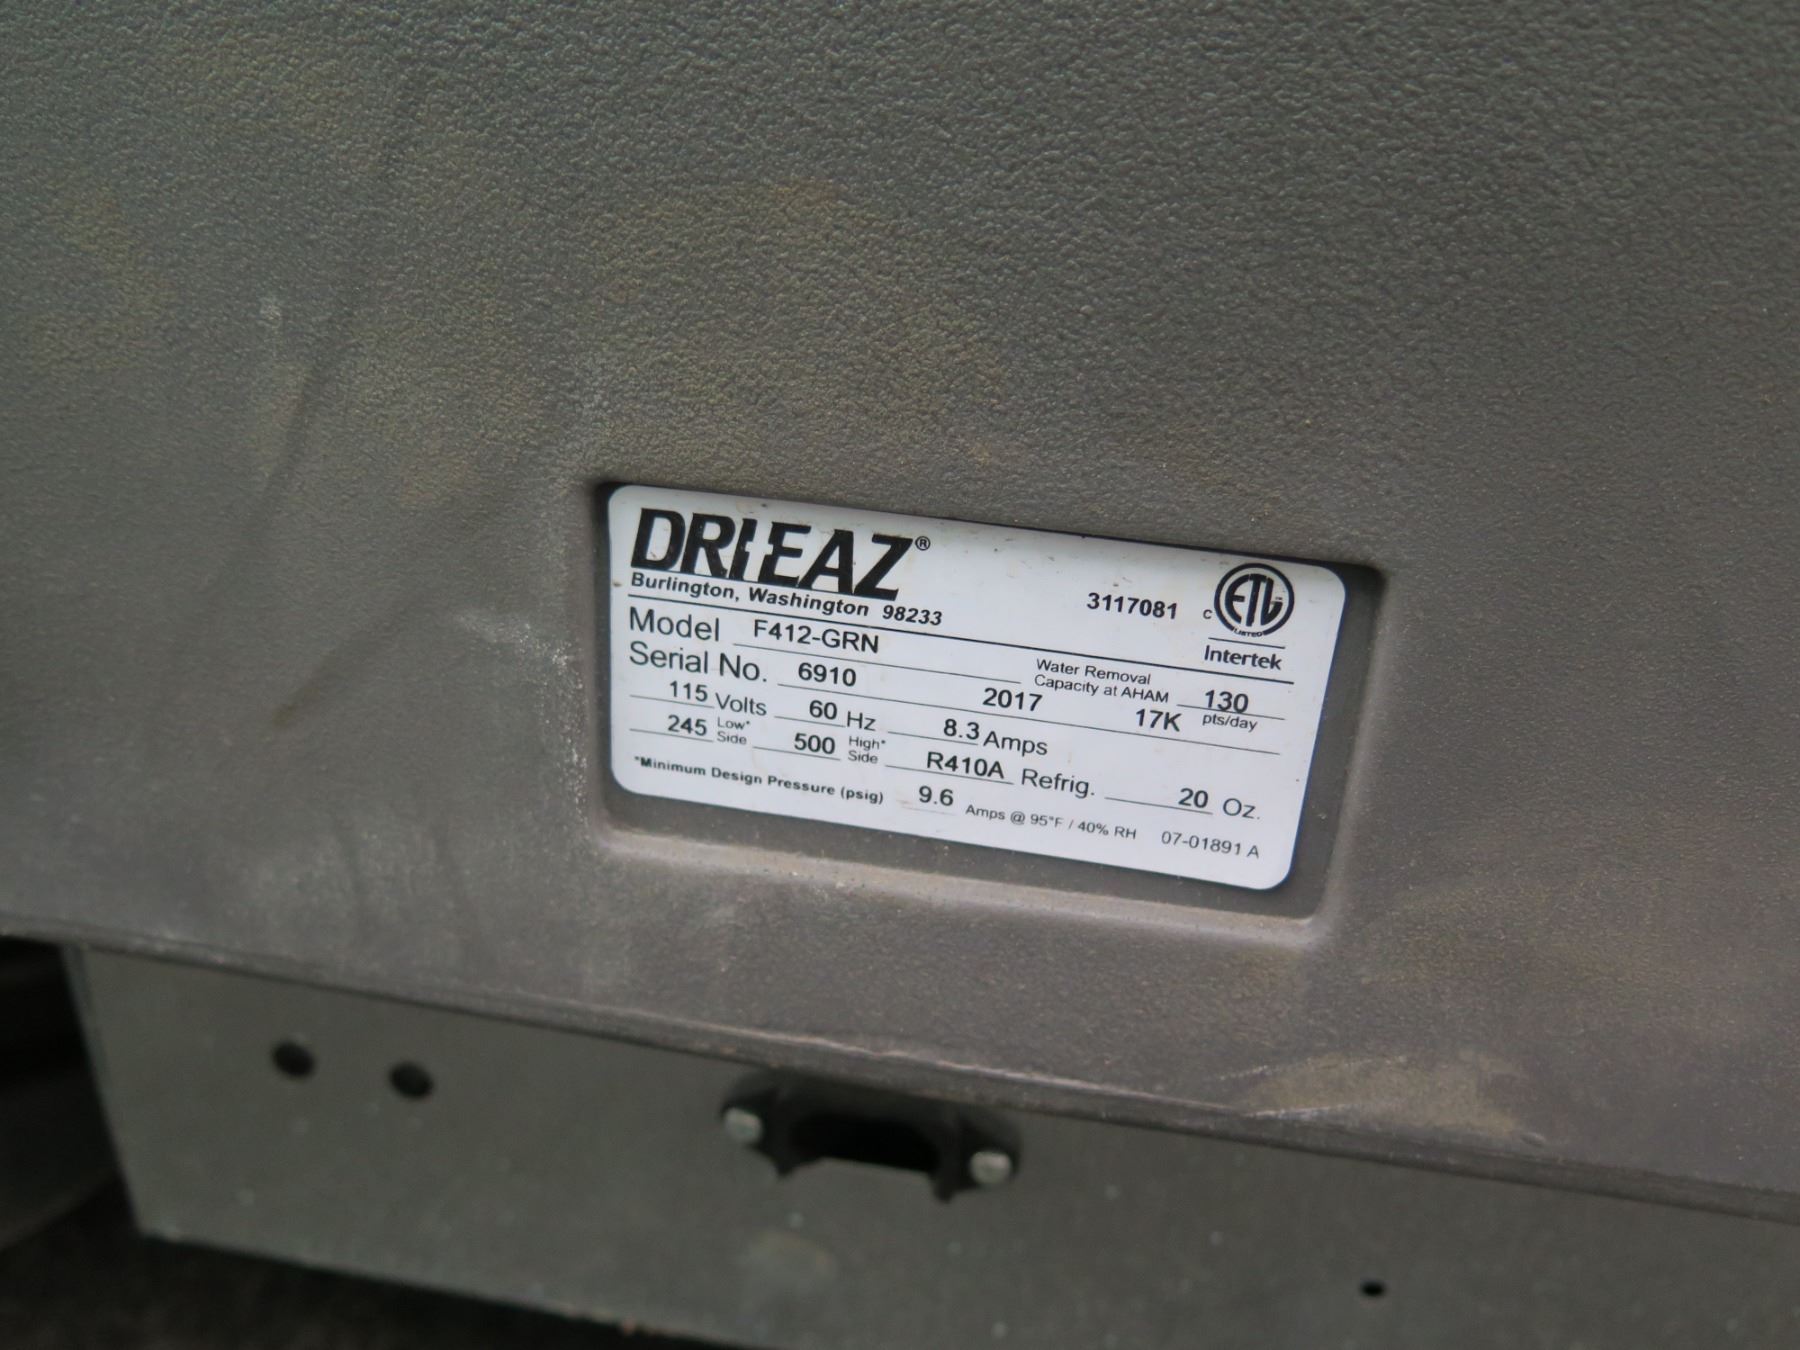 DRIEAZ®
Burlington, Washington 98233
3117081
C ETL LISTED
Intertek
Model F412-GRN
Water Removal Capacity at AHAM 130 pts/day
Serial No. 6910 2017 17K
115 Volts 60 Hz 8.3 Amps
245 Low* Side 500 High* Side R410A Refrig. 20 Oz.
*Minimum Design Pressure (psig) 9.6 Amps @ 95°F / 40% RH 07-01891 A